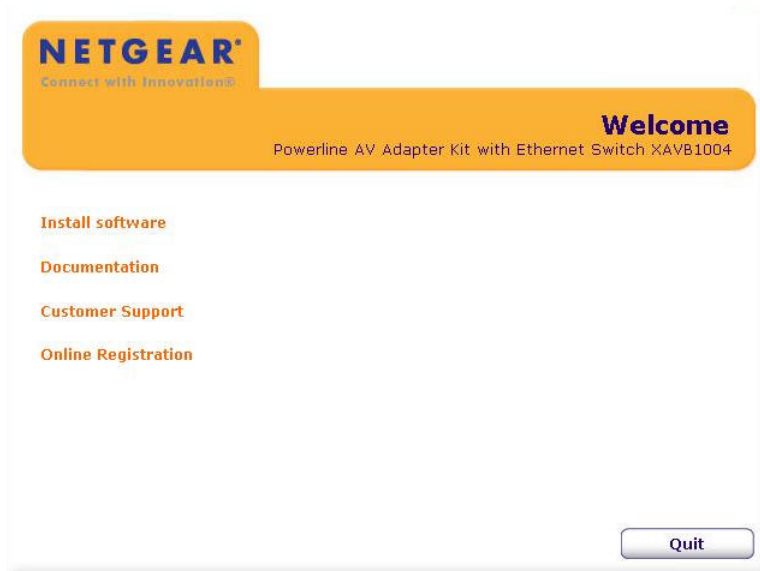 NETGEAR®
Connect with Innovation®
Welcome
Powerline AV Adapter Kit with Ethernet Switch XAVB1004
Install software
Documentation
Customer Support
Online Registration
Quit